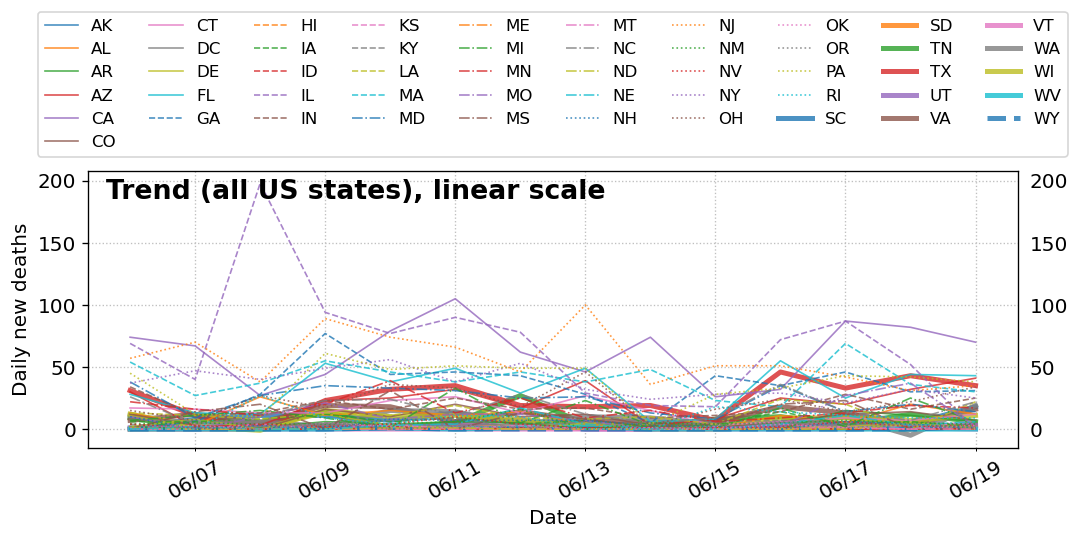 AK CT HI KS ME MT NJ OK SD VT
AL DC IA KY MI NC NM OR TN WA
AR DE ID LA MN ND NV PA TX WI
AZ FL IL MA MO NE NY RI UT WV
CA GA IN MD MS NH OH SC VA WY
CO
Trend (all US states), linear scale
200 200
150 150
100 100
50 50
0 0
Daily new deaths
06/07 06/09 06/11 06/13 06/15 06/17 06/19
Date